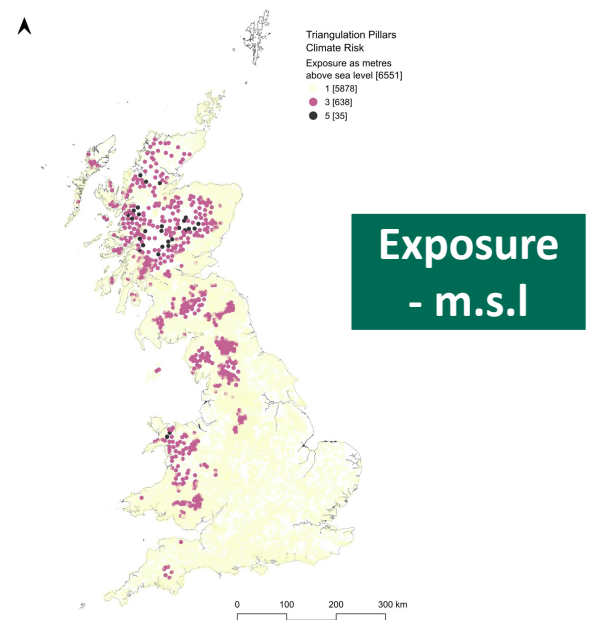 Triangulation Pillars
Climate Risk
Exposure as metres
above sea level [6551]
1 [5878]
3 [638]
5 [35]
Exposure
- m.s.l
0 100 200 300 km